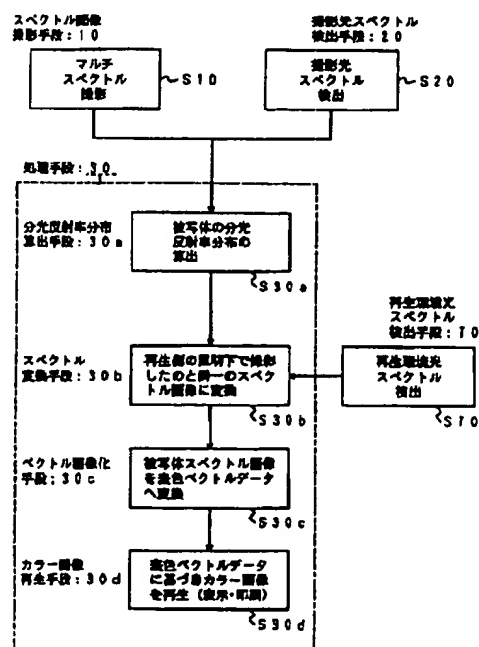 スペクトル画像
撮影手段：10
撮影光スペクトル
検出手段：20
マルチ
スペクトル
撮影
S10
撮影光
スペクトル
検出
S20
処理手段：30
分光反射率分布
算出手段：30a
被写体の分光
反射率分布の
算出
S30a
再生環境光
スペクトル
検出手段：70
スペクトル
変換手段：30b
再生側の照明下で撮影
したのと同一のスペク
トル画像に変換
S30b
再生環境光
スペクトル
検出
S70
ベクトル画像化
手段：30c
被写体スペクトル画像
を表色ベクトルデータ
へ変換
S30c
カラー画像
再生手段：30d
表色ベクトルデータ
に基づきカラー画像
を再生（表示・印刷）
S30d